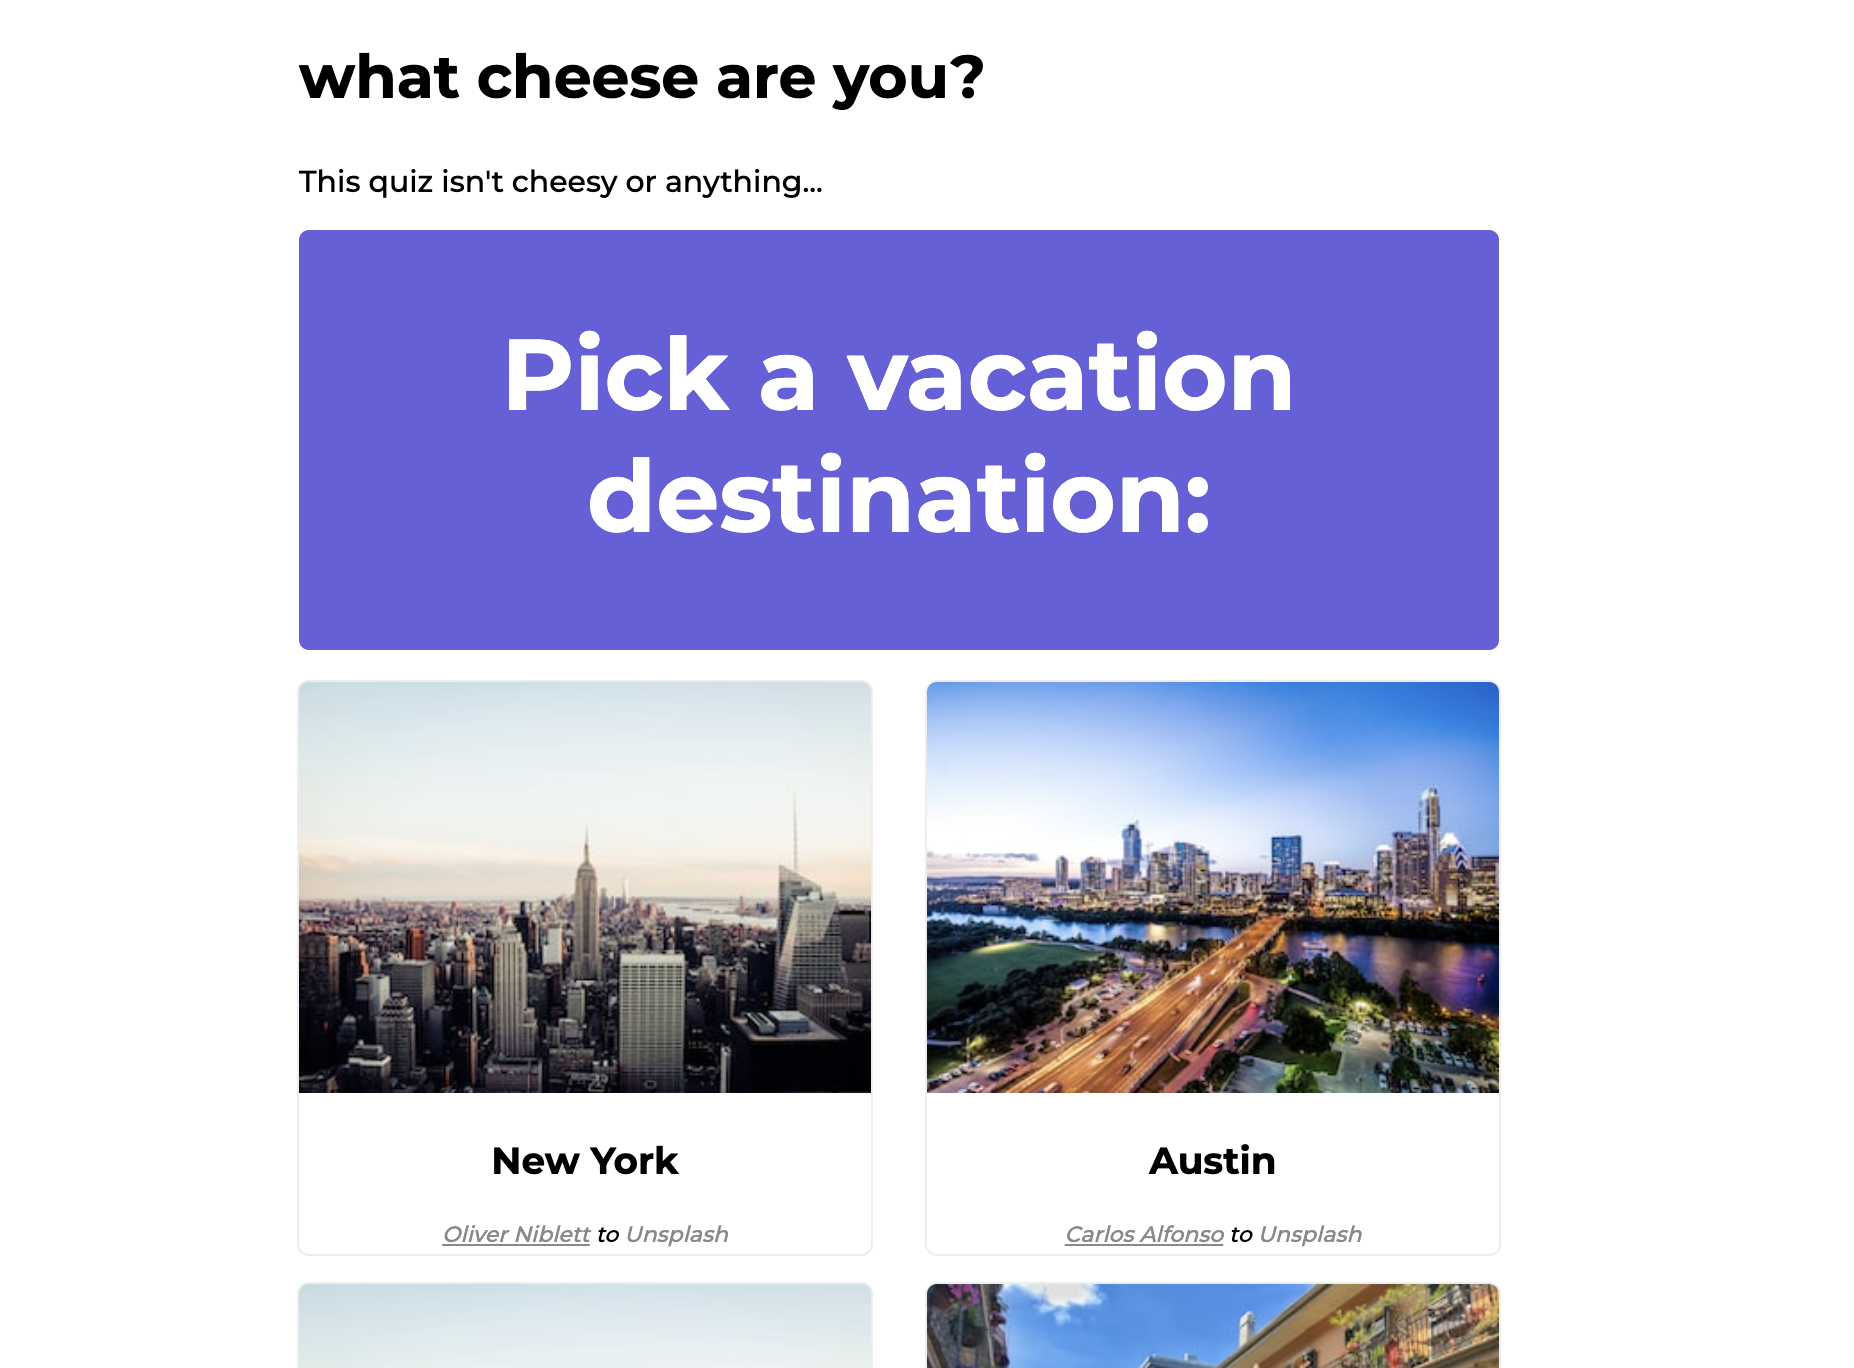 what cheese are you?
This quiz isn't cheesy or anything...
Pick a vacation
destination:
New York
Oliver Niblett to Unsplash
Austin
Carlos Alfonso to Unsplash